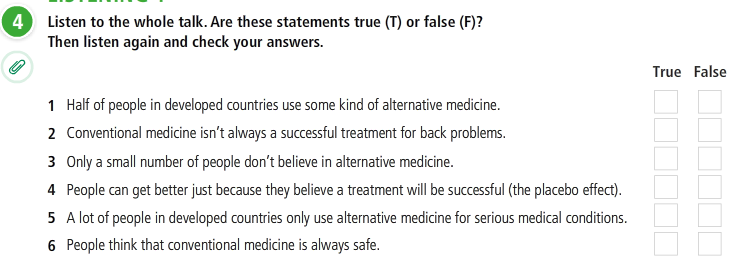 4 Listen to the whole talk. Are these statements true (T) or false (F)?
Then listen again and check your answers.
True False
1 Half of people in developed countries use some kind of alternative medicine.
2 Conventional medicine isn't always a successful treatment for back problems.
3 Only a small number of people don't believe in alternative medicine.
4 People can get better just because they believe a treatment will be successful (the placebo effect).
5 A lot of people in developed countries only use alternative medicine for serious medical conditions.
6 People think that conventional medicine is always safe.